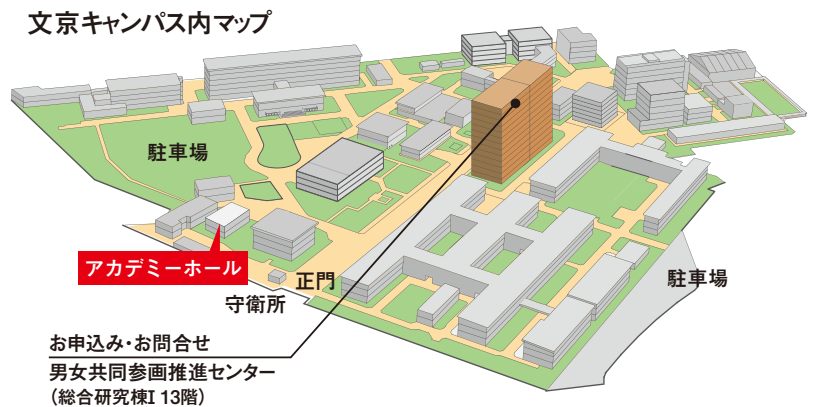 文京キャンパス内マップ
駐車場
アカデミーホール
正門
守衛所
駐車場
お申込み・お問合せ
男女共同参画推進センター
（総合研究棟I 13階）